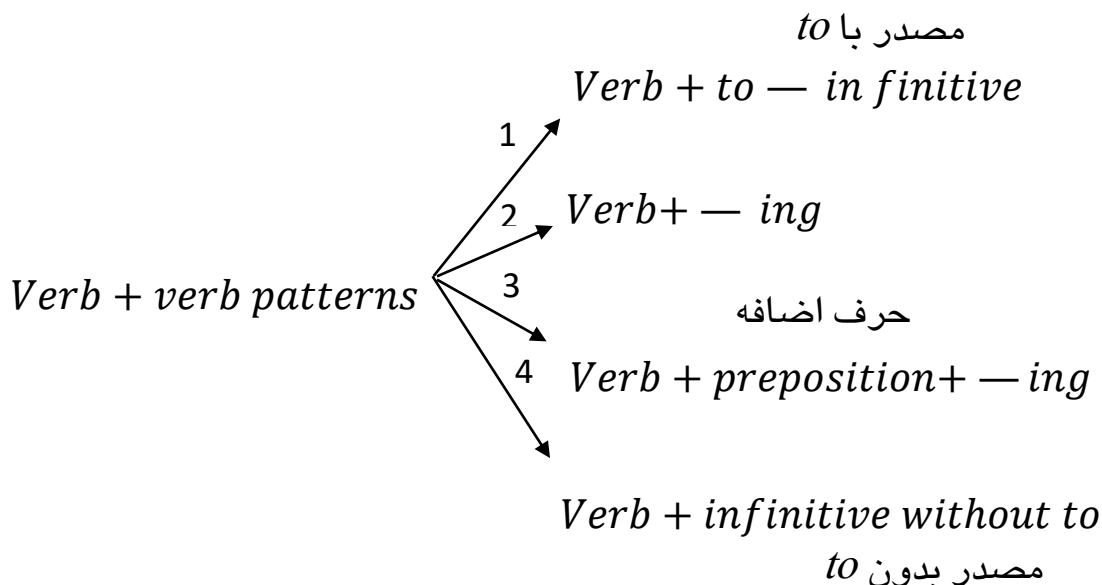 مصدر با to
Verb + to — in finitive
1
2
Verb+ — ing
Verb + verb patterns
3
حرف اضافه
4
Verb + preposition+ — ing
Verb + infinitive without to
مصدر بدون to